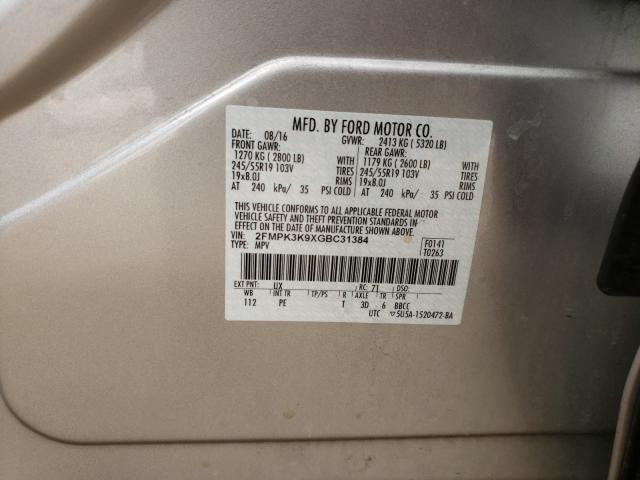 MFD. BY FORD MOTOR CO.
DATE: 08/16 GVWR: 2413 KG ( 5320 LB)
FRONT GAWR: REAR GAWR:
1270 KG ( 2800 LB) WITH 1179 KG ( 2600 LB) WITH
245/55R19 103V TIRES 245/55R19 103V TIRES
19x8.0J RIMS 19x8.0J RIMS
AT 240 kPa/ 35 PSI COLD AT 240 kPa/ 35 PSI COLD
THIS VEHICLE CONFORMS TO ALL APPLICABLE FEDERAL MOTOR
VEHICLE SAFETY AND THEFT PREVENTION STANDARDS IN EFFECT ON THE
DATE OF MANUFACTURE SHOWN ABOVE.
VIN: 2FMPK3K9XGBC31384 F0141
TYPE: MPV T0263
EXT PNT: UX RC: 71 DSO:
WB INT TR TP/PS R AXLE TR SPR
112 PE T 3D 6 BBCC
UTC ▽5U5A-1520472-BA